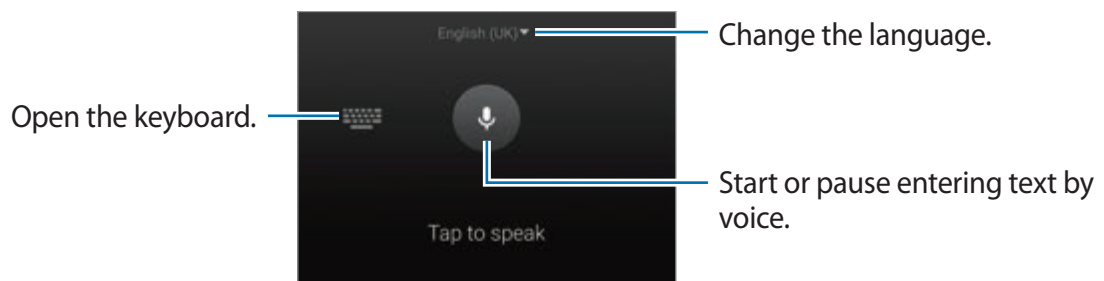 English (UK)
Change the language.
Open the keyboard.
Start or pause entering text by
voice.
Tap to speak